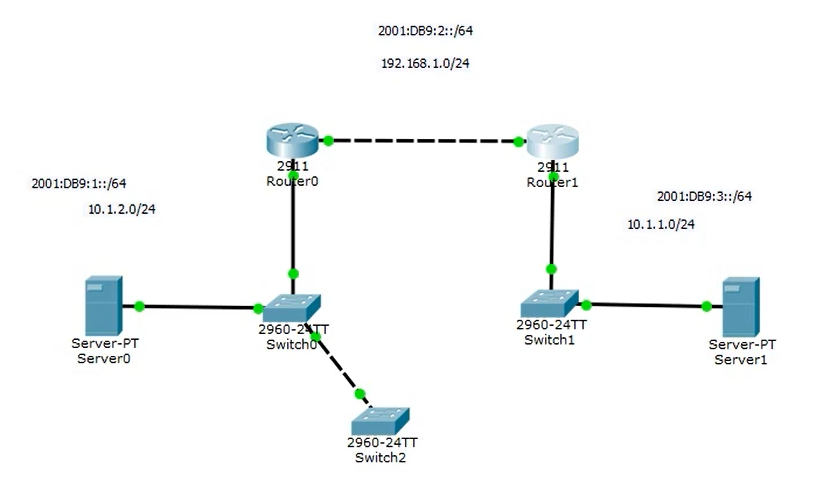 2001:DB9:2::/64
192.168.1.0/24
2911
Router0
2911
Router1
2001:DB9:1::/64
10.1.2.0/24
2001:DB9:3::/64
10.1.1.0/24
Server-PT
Server0
2960-24TT
Switch0
2960-24TT
Switch1
Server-PT
Server1
2960-24TT
Switch2